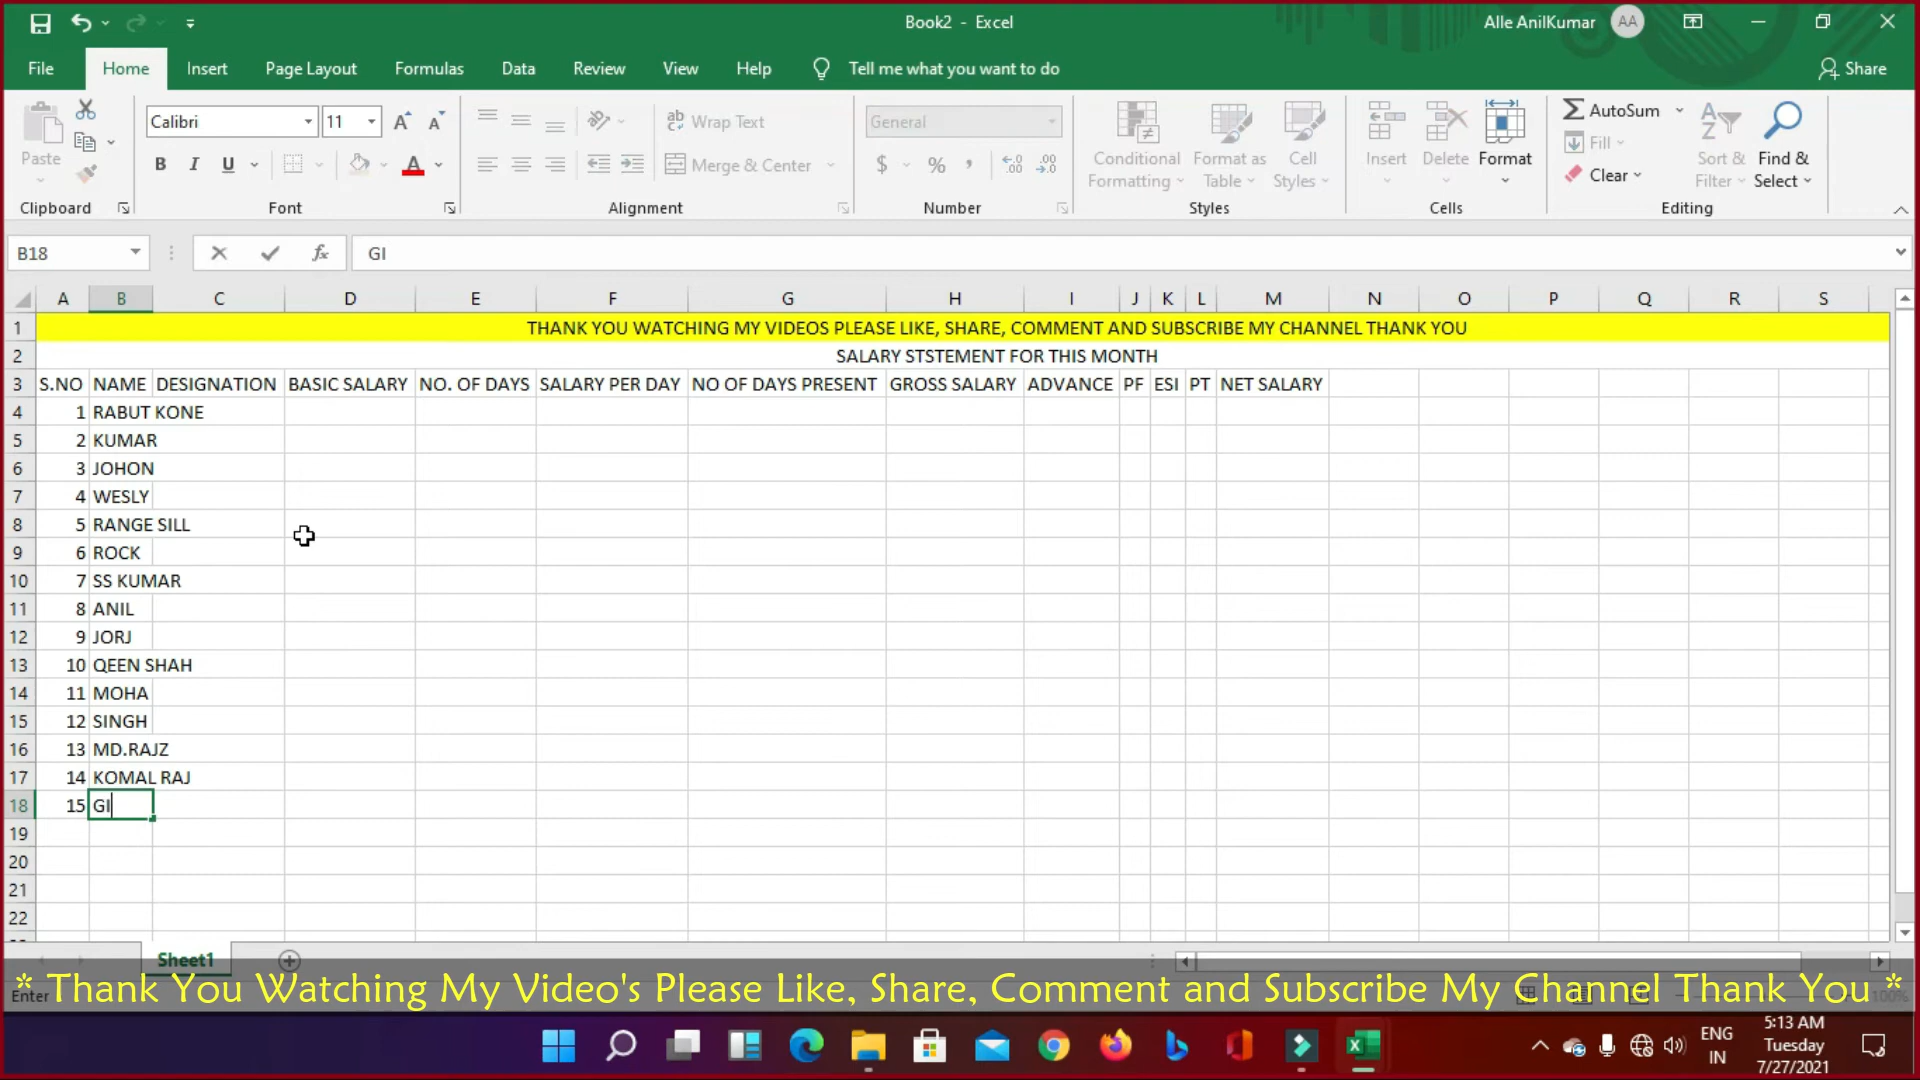 Book2 - Excel
Alle AnilKumar AA
File Home Insert Page Layout Formulas Data Review View Help Tell me what you want to do Share
Calibri 11 Wrap Text General AutoSum
Paste B I U Merge & Center $ % , Conditional Formatting Format as Table Cell Styles Insert Delete Format Fill Clear Sort & Filter Find & Select
Clipboard Font Alignment Number Styles Cells Editing
B18 fx GI
A B C D E F G H I J K L M N O P Q R S
1 THANK YOU WATCHING MY VIDEOS PLEASE LIKE, SHARE, COMMENT AND SUBSCRIBE MY CHANNEL THANK YOU
2 SALARY STSTEMENT FOR THIS MONTH
3 S.NO NAME DESIGNATION BASIC SALARY NO. OF DAYS SALARY PER DAY NO OF DAYS PRESENT GROSS SALARY ADVANCE PF ESI PT NET SALARY
4 1 RABUT KONE
5 2 KUMAR
6 3 JOHON
7 4 WESLY
8 5 RANGE SILL
9 6 ROCK
10 7 SS KUMAR
11 8 ANIL
12 9 JORJ
13 10 QEEN SHAH
14 11 MOHA
15 12 SINGH
16 13 MD.RAJZ
17 14 KOMAL RAJ
18 15 GI
19
20
21
22
Sheet1
* Thank You Watching My Video's Please Like, Share, Comment and Subscribe My Channel Thank You *
Enter 100%
ENG IN
5:13 AM
Tuesday
7/27/2021